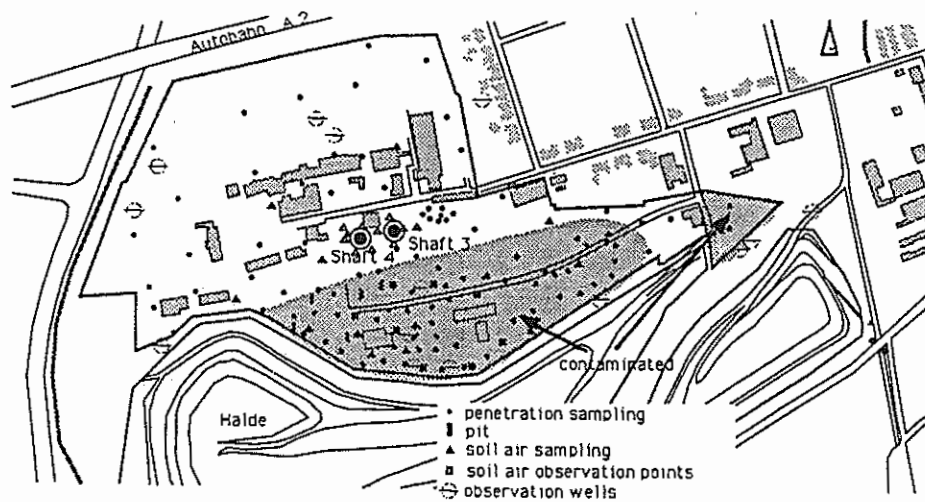 Autobahn A 2
Shaft 3
Shaft 4
contaminated
Halde
penetration sampling
pit
soil air sampling
soil air observation points
observation wells